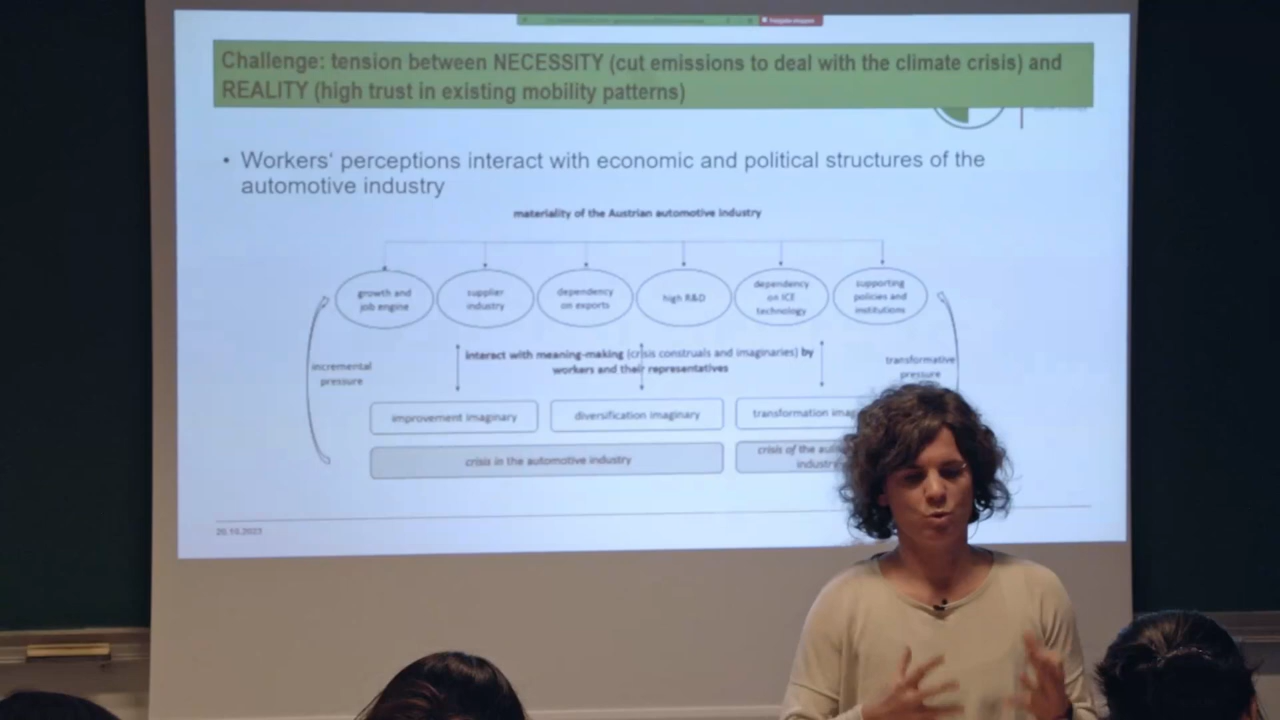 Challenge: tension between NECESSITY (cut emissions to deal with the climate crisis) and
REALITY (high trust in existing mobility patterns)
• Workers' perceptions interact with economic and political structures of the
automotive industry
materiality of the Austrian automotive industry
growth and
job engine
supplier
industry
dependency
on exports
high R&D
dependency
on ICE
technology
supporting
policies and
institutions
incremental
pressure
interact with meaning-making (crisis construals and imaginaries) by
workers and their representatives
transformative
pressure
improvement imaginary
diversification imaginary
transformation
crisis in the automotive industry
crisis of the
industry
20.10.2023